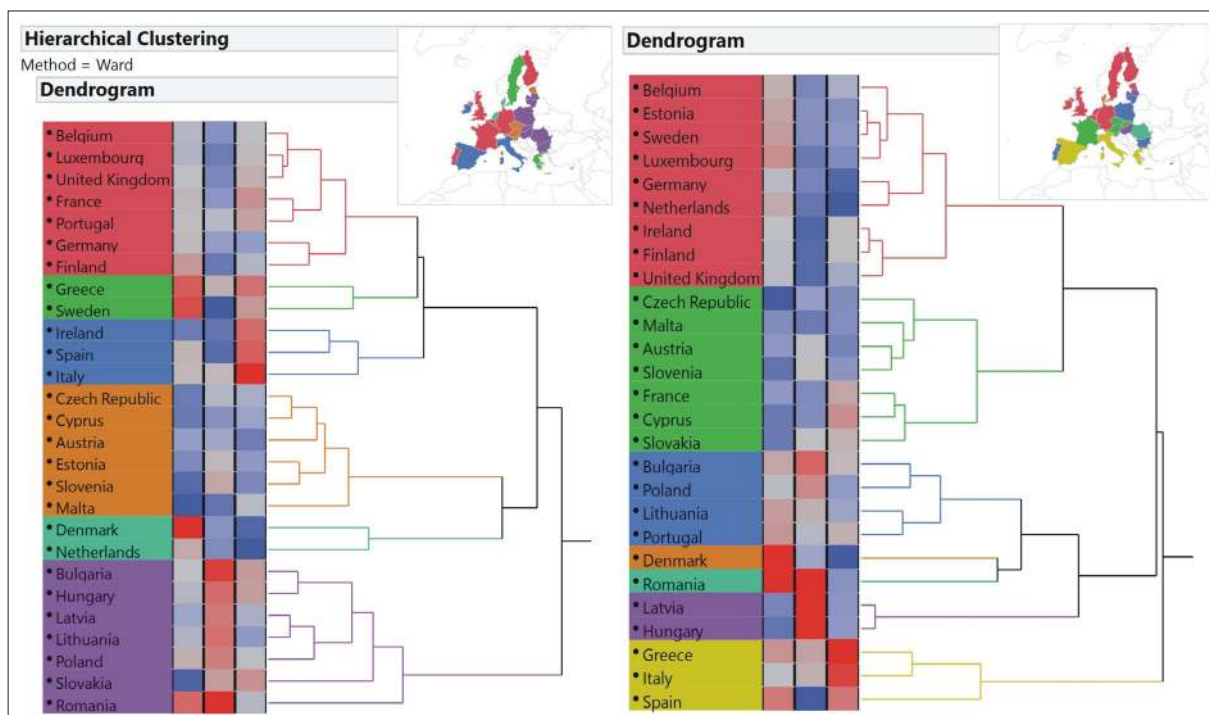 Hierarchical Clustering
Method = Ward
Dendrogram
Belgium
Luxembourg
United Kingdom
France
Portugal
Germany
Finland
Greece
Sweden
Ireland
Spain
Italy
Czech Republic
Cyprus
Austria
Estonia
Slovenia
Malta
Denmark
Netherlands
Bulgaria
Hungary
Latvia
Lithuania
Poland
Slovakia
Romania
Dendrogram
Belgium
Estonia
Sweden
Luxembourg
Germany
Netherlands
Ireland
Finland
United Kingdom
Czech Republic
Malta
Austria
Slovenia
France
Cyprus
Slovakia
Bulgaria
Poland
Lithuania
Portugal
Denmark
Romania
Latvia
Hungary
Greece
Italy
Spain